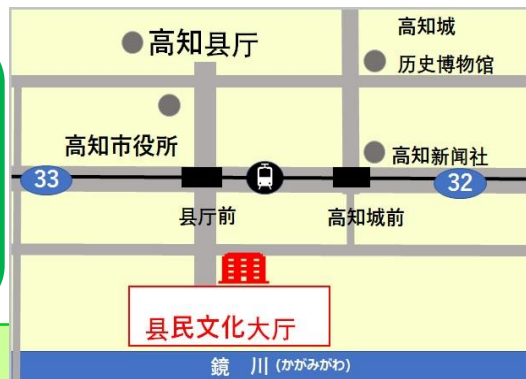 高知城
高知县厅
历史博物馆
高知市役所
高知新闻社
33
32
县厅前
高知城前
县民文化大厅
鏡 川 (かがみがわ)